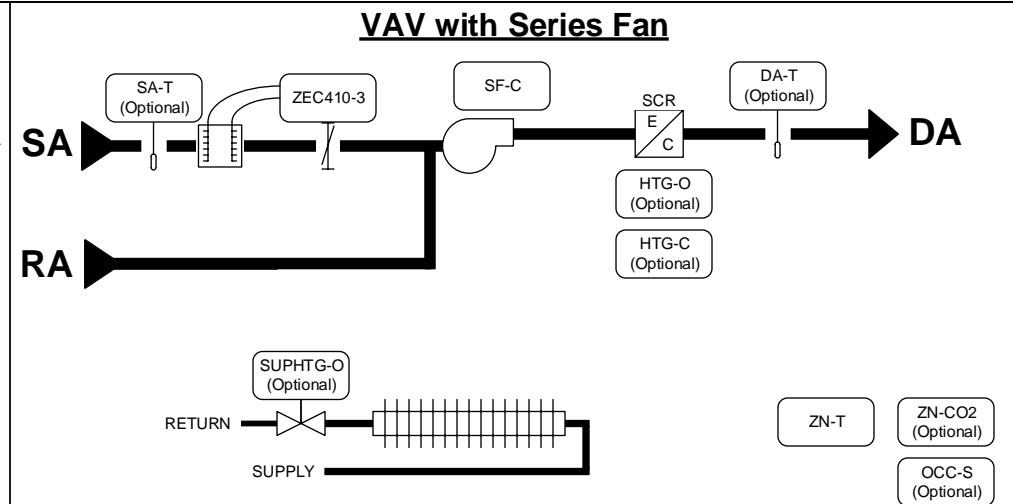 VAV with Series Fan
SA-T
(Optional)
ZEC410-3
SF-C
SCR
E
C
DA-T
(Optional)
SA
DA
HTG-O
(Optional)
HTG-C
(Optional)
RA
SUPHTG-O
(Optional)
RETURN
SUPPLY
ZN-T
ZN-CO2
(Optional)
OCC-S
(Optional)